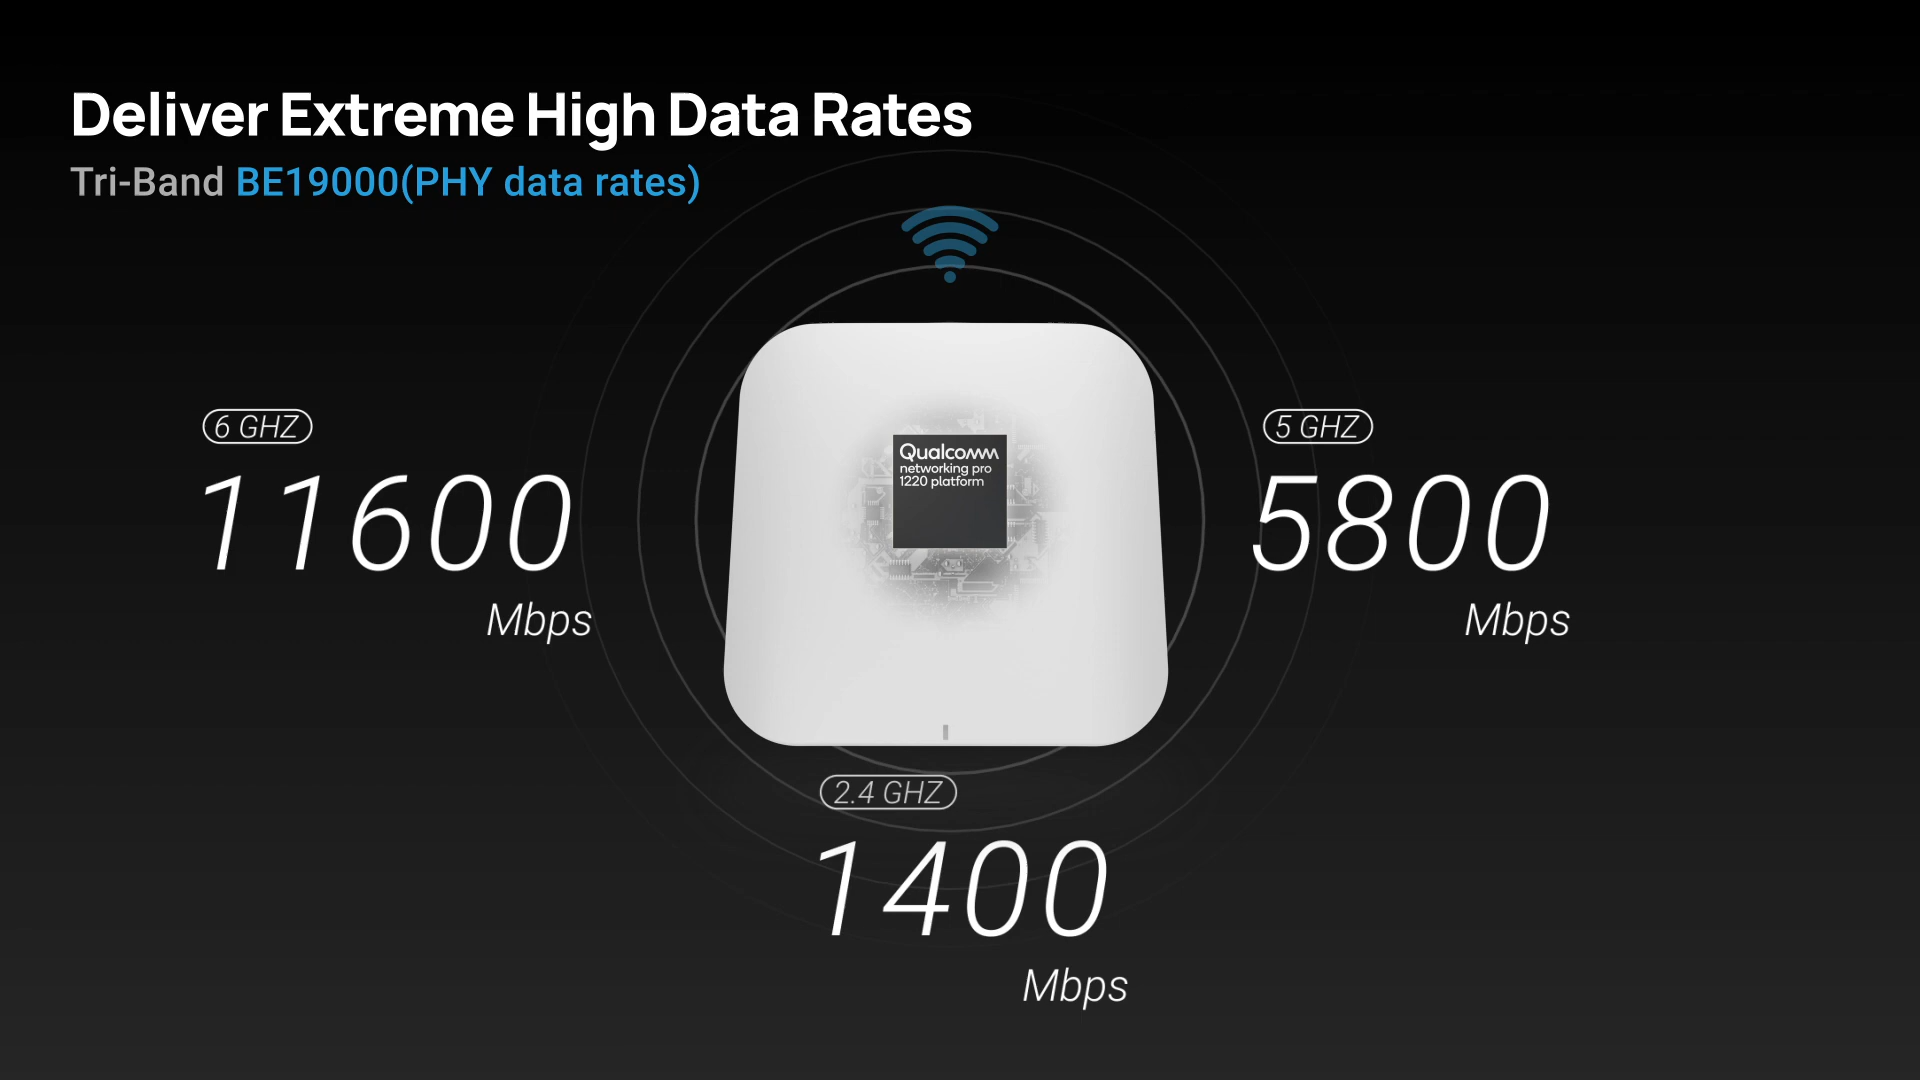 Deliver Extreme High Data Rates
Tri-Band BE19000(PHY data rates)
6 GHZ
11600
Mbps
Qualcomm
networking pro
1220 platform
5 GHZ
5800
Mbps
2.4 GHZ
1400
Mbps